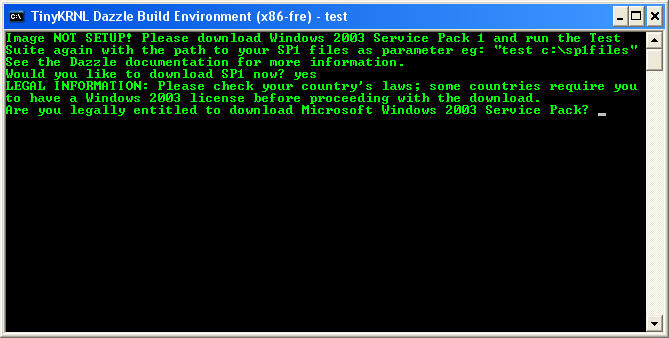 TinyKRNL Dazzle Build Environment (x86-fre) - test
Image NOT SETUP! Please download Windows 2003 Service Pack 1 and run the Test
Suite again with the path to your SP1 files as parameter eg: "test c:\sp1files"
See the Dazzle documentation for more information.
Would you like to download SP1 now? yes
LEGAL INFORMATION: Please check your country's laws; some countries require you
to have a Windows 2003 license before proceeding with the download.
Are you legally entitled to download Microsoft Windows 2003 Service Pack? _